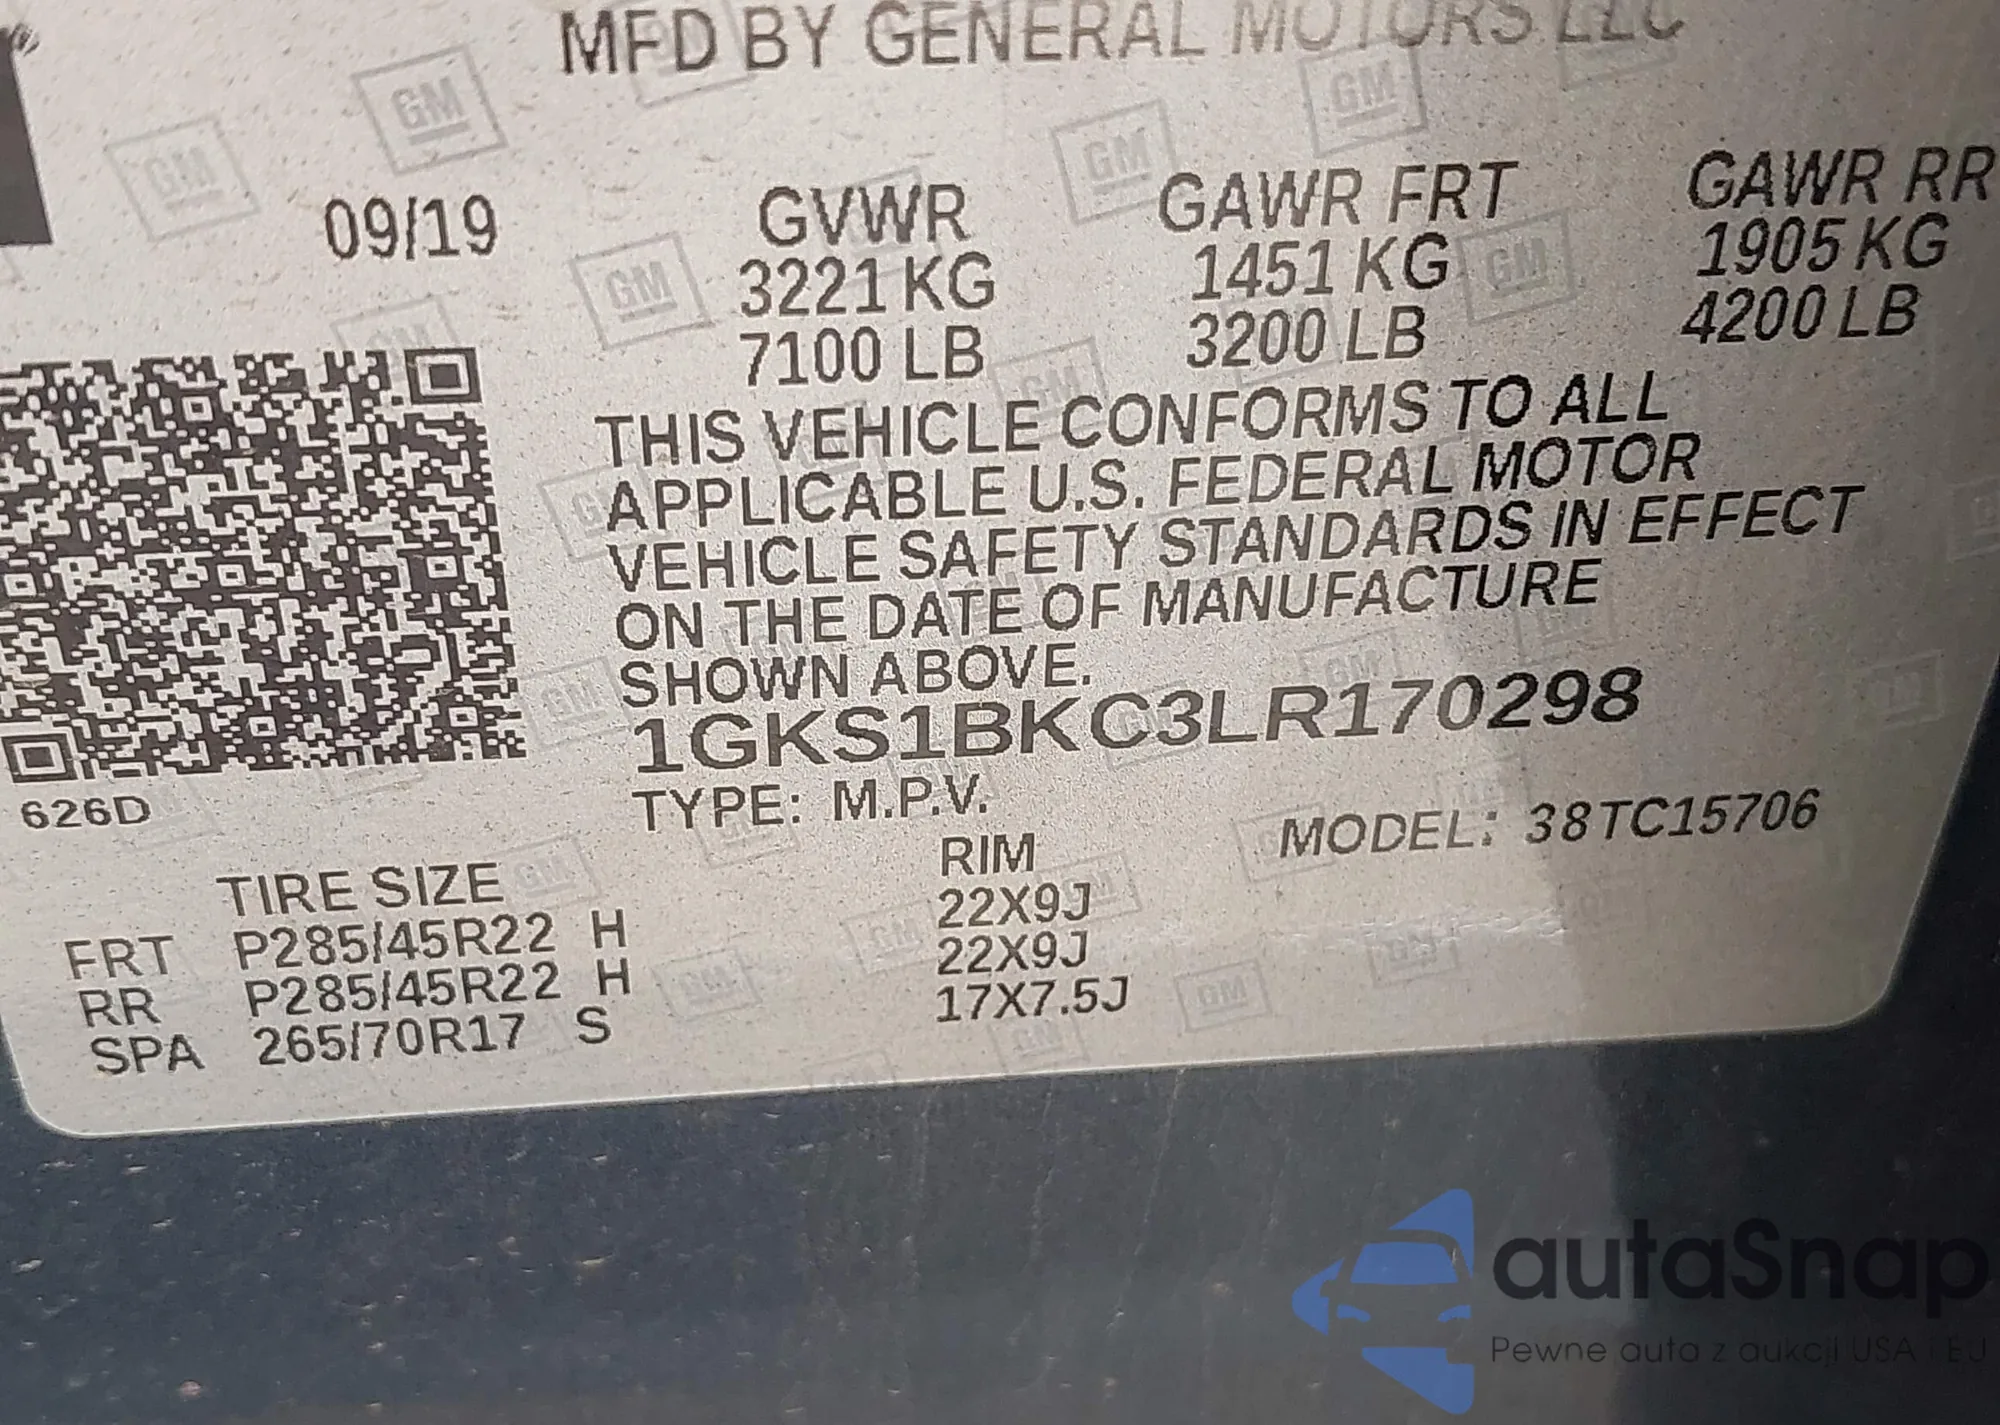 MFD BY GENERAL MOTORS LLC
09/19
GVWR
3221 KG
7100 LB
GAWR FRT
1451 KG
3200 LB
GAWR RR
1905 KG
4200 LB
THIS VEHICLE CONFORMS TO ALL
APPLICABLE U.S. FEDERAL MOTOR
VEHICLE SAFETY STANDARDS IN EFFECT
ON THE DATE OF MANUFACTURE
SHOWN ABOVE.
1GKS1BKC3LR170298
TYPE: M.P.V.
MODEL: 38TC15706
626D
TIRE SIZE RIM
FRT P285/45R22 H 22X9J
RR P285/45R22 H 22X9J
SPA 265/70R17 S 17X7.5J
GM
autaSnap
Pewne auta z aukcji USA i EU